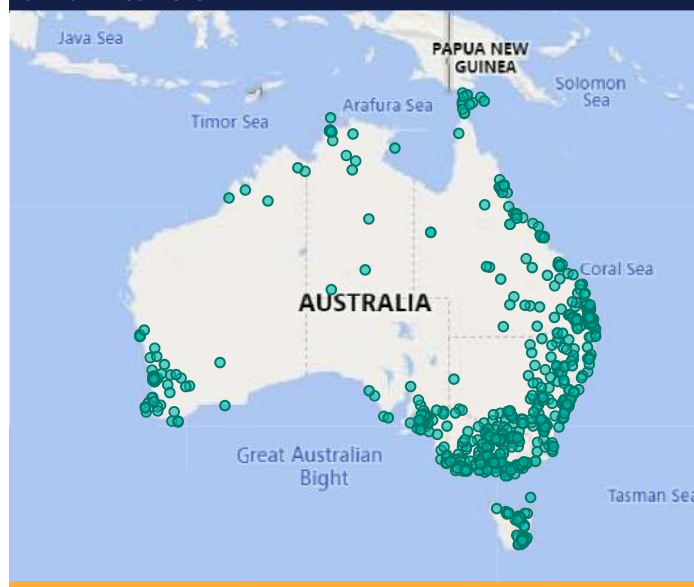 Java Sea
PAPUA NEW
GUINEA
Solomon
Sea
Arafura Sea
Timor Sea
Coral Sea
AUSTRALIA
Great Australian
Bight
Tasman Sea